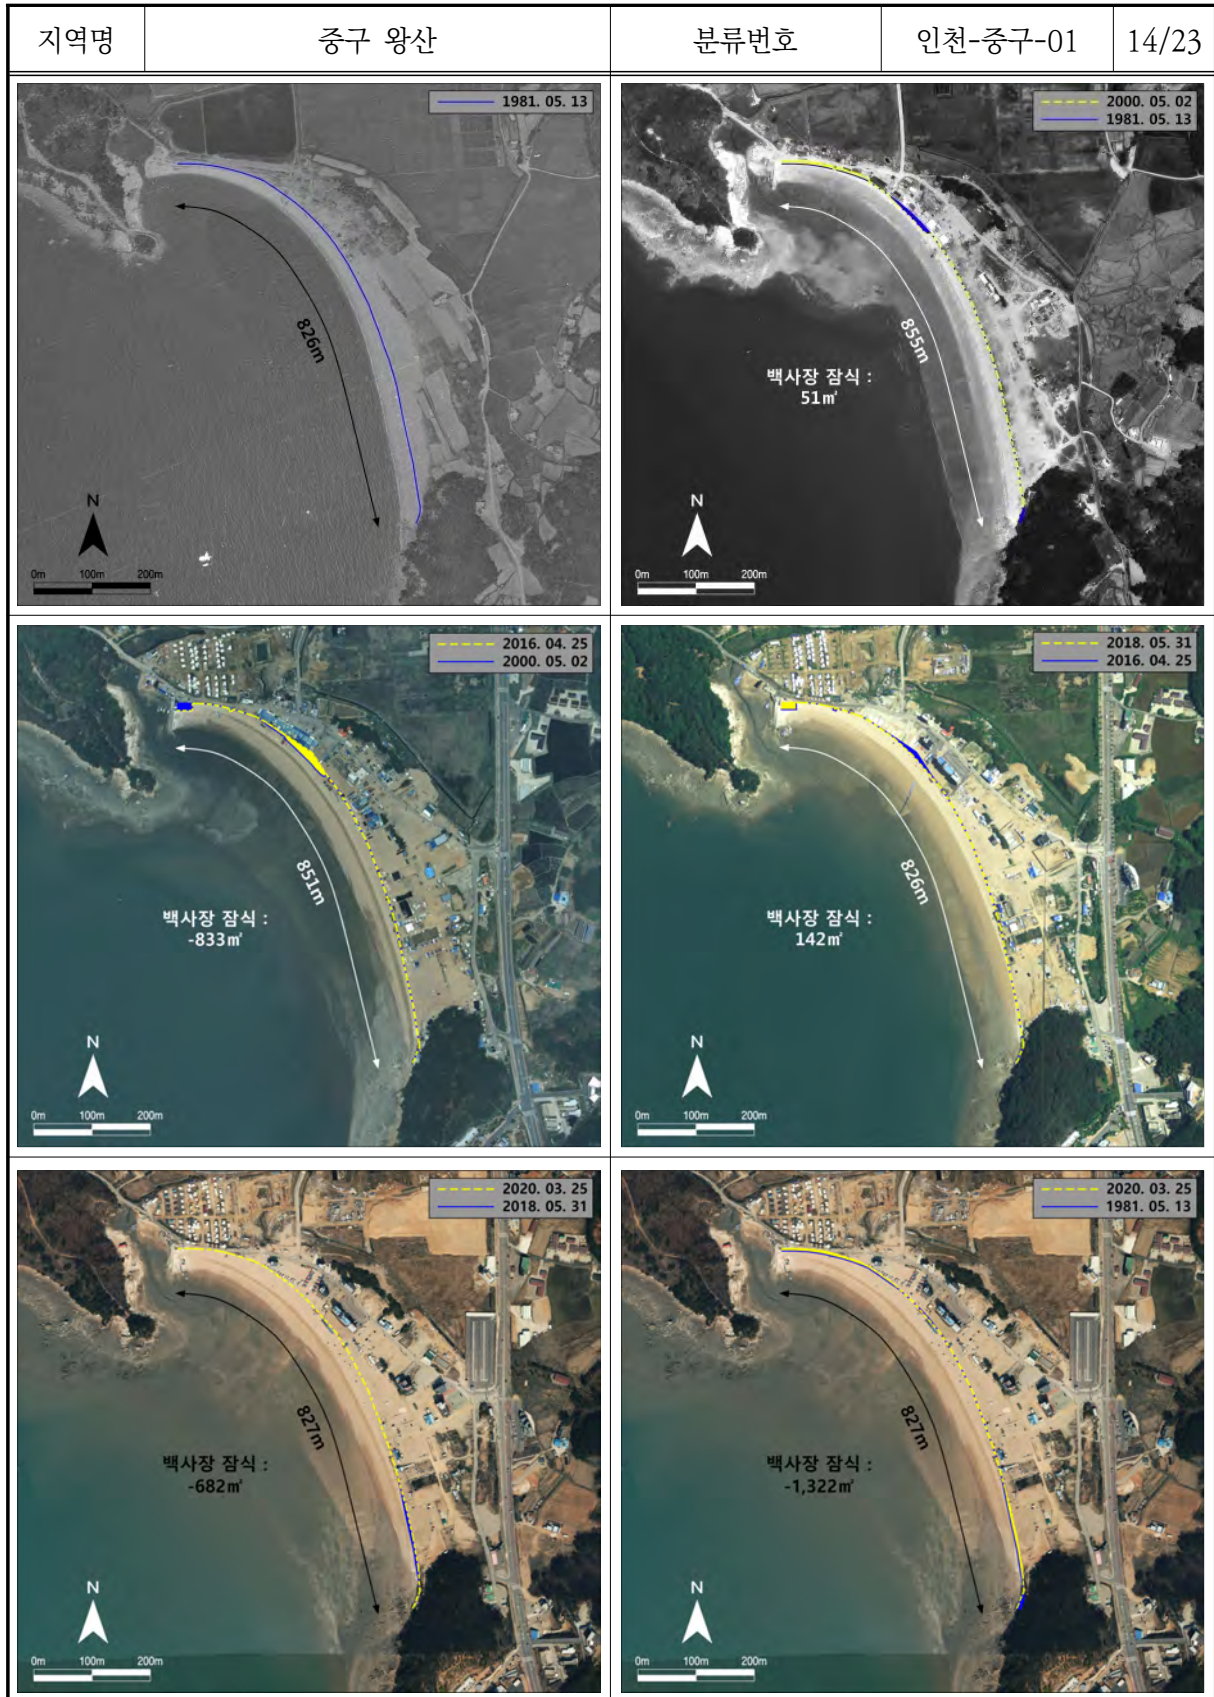 지역명 중구 왕산 분류번호 인천-중구-01 14/23
1981. 05. 13
826m
N
0m 100m 200m
2000. 05. 02
1981. 05. 13
855m
백사장 잠식 :
51㎡
N
0m 100m 200m
2016. 04. 25
2000. 05. 02
851m
백사장 잠식 :
-833㎡
N
0m 100m 200m
2018. 05. 31
2016. 04. 25
826m
백사장 잠식 :
142㎡
N
0m 100m 200m
2020. 03. 25
2018. 05. 31
827m
백사장 잠식 :
-682㎡
N
0m 100m 200m
2020. 03. 25
1981. 05. 13
827m
백사장 잠식 :
-1,322㎡
N
0m 100m 200m